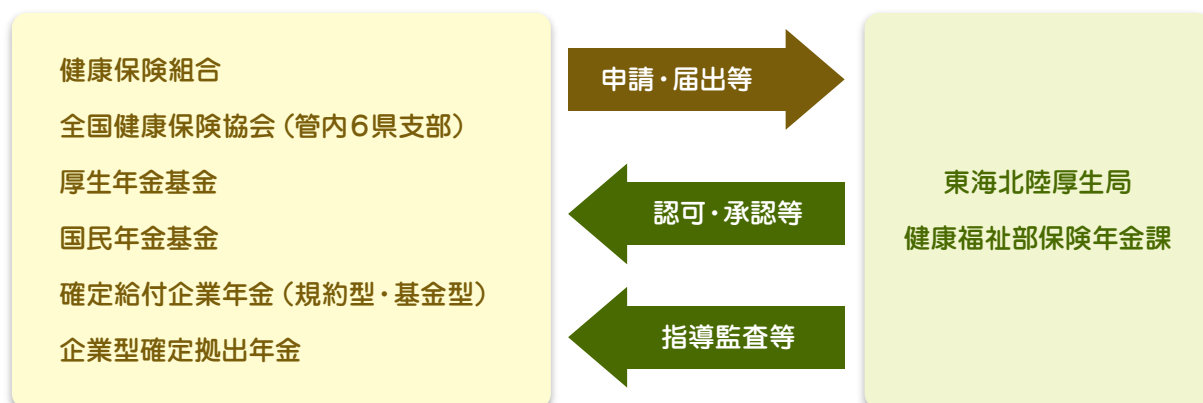 健康保険組合
全国健康保険協会（管内６県支部）
厚生年金基金
国民年金基金
確定給付企業年金（規約型・基金型）
企業型確定拠出年金
申請・届出等
認可・承認等
指導監査等
東海北陸厚生局
健康福祉部保険年金課